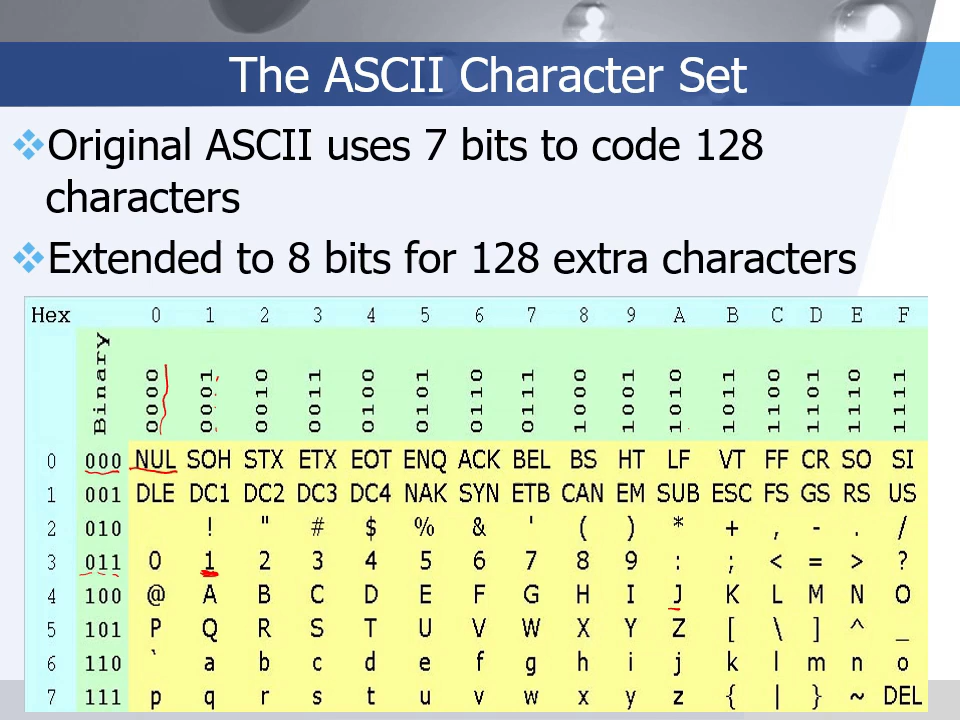 The ASCII Character Set
Original ASCII uses 7 bits to code 128
characters
Extended to 8 bits for 128 extra characters
Hex 0 1 2 3 4 5 6 7 8 9 A B C D E F
Binary 0000 0001 0010 0011 0100 0101 0110 0111 1000 1001 1010 1011 1100 1101 1110 1111
0 000 NUL SOH STX ETX EOT ENQ ACK BEL BS HT LF VT FF CR SO SI
1 001 DLE DC1 DC2 DC3 DC4 NAK SYN ETB CAN EM SUB ESC FS GS RS US
2 010 ! " # $ % & ' ( ) * + , - . /
3 011 0 1 2 3 4 5 6 7 8 9 : ; < = > ?
4 100 @ A B C D E F G H I J K L M N O
5 101 P Q R S T U V W X Y Z [ \ ] ^ _
6 110 ` a b c d e f g h i j k l m n o
7 111 p q r s t u v w x y z { | } ~ DEL